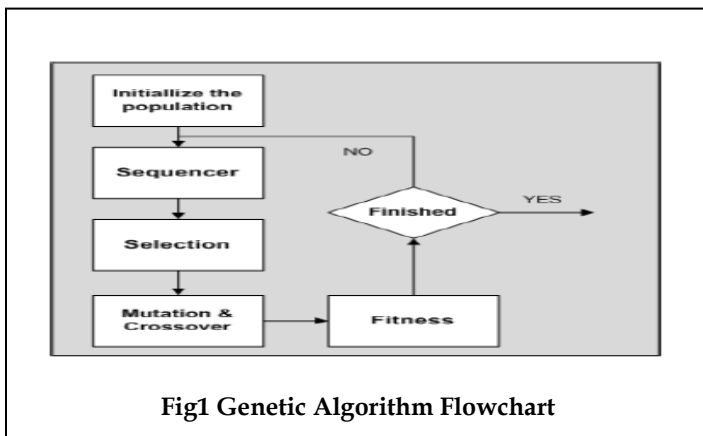 Initiallize the
population
NO
Sequencer
YES
Finished
Selection
Mutation &
Crossover
Fitness
Fig1 Genetic Algorithm Flowchart